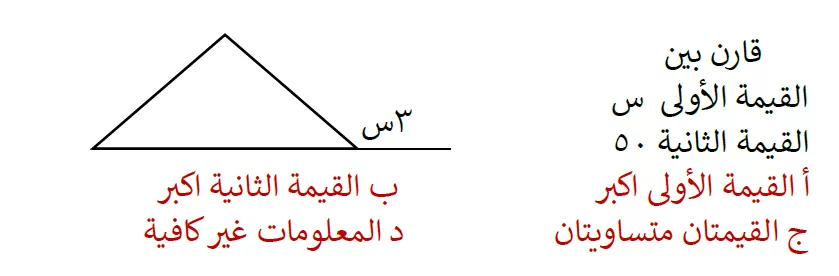 قارن بين
القيمة الأولى س
القيمة الثانية ٥٠
أ القيمة الأولى اكبر
ب القيمة الثانية اكبر
ج القيمتان متساويتان
د المعلومات غير كافية
٣س